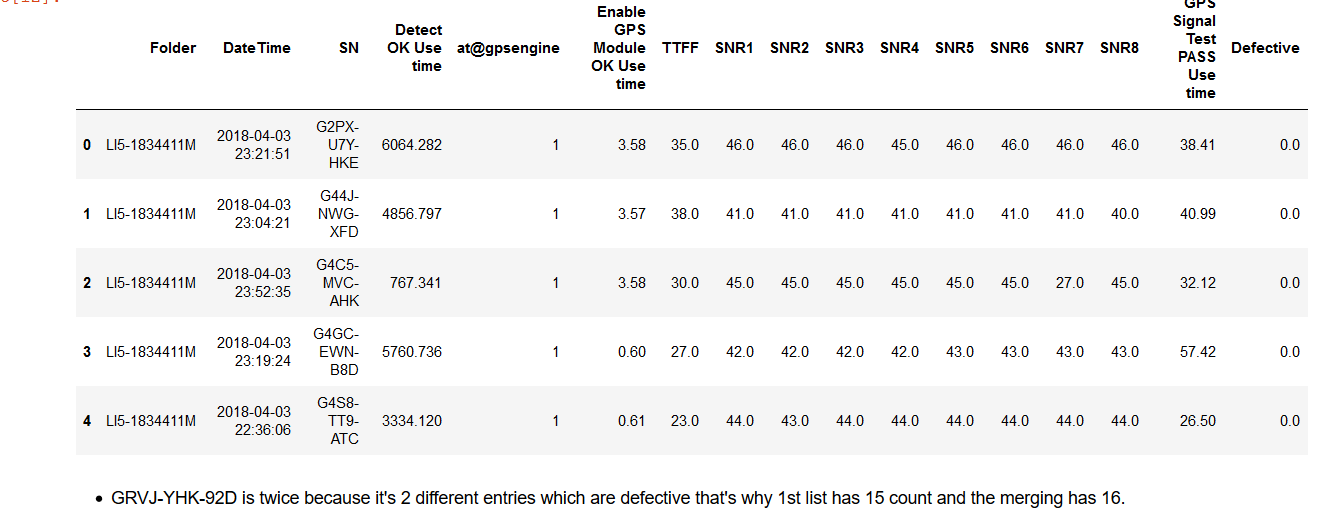 Folder DateTime SN Detect OK Use time at@gpsengine Enable GPS Module OK Use time TTFF SNR1 SNR2 SNR3 SNR4 SNR5 SNR6 SNR7 SNR8 GPS Signal Test PASS Use time Defective
0 LI5-1834411M 2018-04-03 23:21:51 G2PX-U7Y-HKE 6064.282 1 3.58 35.0 46.0 46.0 46.0 45.0 46.0 46.0 46.0 46.0 38.41 0.0
1 LI5-1834411M 2018-04-03 23:04:21 G44J-NWG-XFD 4856.797 1 3.57 38.0 41.0 41.0 41.0 41.0 41.0 41.0 41.0 40.0 40.99 0.0
2 LI5-1834411M 2018-04-03 23:52:35 G4C5-MVC-AHK 767.341 1 3.58 30.0 45.0 45.0 45.0 45.0 45.0 45.0 27.0 45.0 32.12 0.0
3 LI5-1834411M 2018-04-03 23:19:24 G4GC-EWN-B8D 5760.736 1 0.60 27.0 42.0 42.0 42.0 42.0 43.0 43.0 43.0 43.0 57.42 0.0
4 LI5-1834411M 2018-04-03 22:36:06 G4S8-TT9-ATC 3334.120 1 0.61 23.0 44.0 43.0 44.0 44.0 44.0 44.0 44.0 44.0 26.50 0.0
• GRVJ-YHK-92D is twice because it's 2 different entries which are defective that's why 1st list has 15 count and the merging has 16.